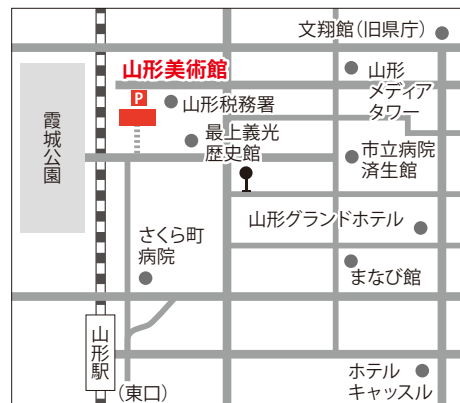 文翔館(旧県庁)
山形美術館
P
山形
メディア
タワー
山形税務署
霞城公園
最上義光
歴史館
市立病院
済生館
さくら町
病院
山形グランドホテル
まなび館
山形駅
(東口)
ホテル
キャッスル